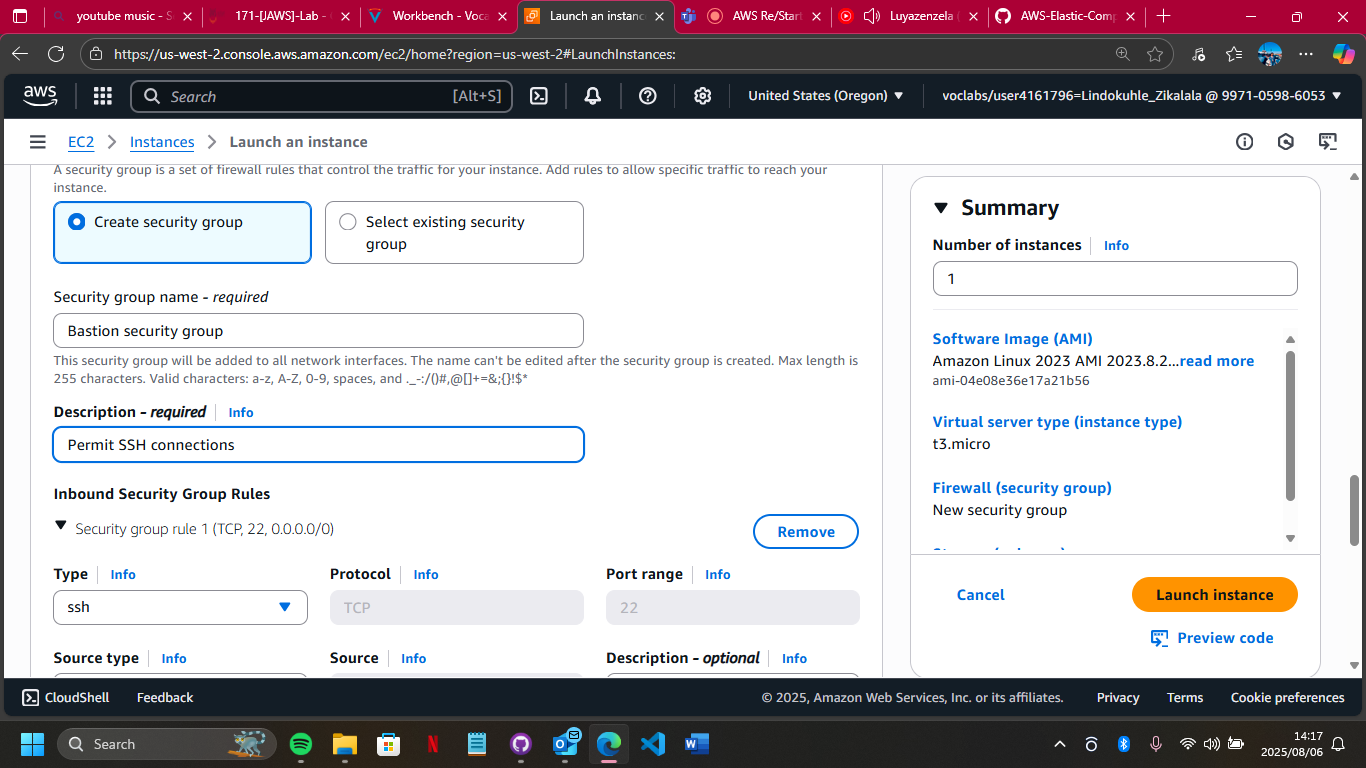 youtube music - S
171-[JAWS]-Lab -
Workbench - Voca
Launch an instanc
AWS Re/Start
Luyazenzela (
AWS-Elastic-Comp
https://us-west-2.console.aws.amazon.com/ec2/home?region=us-west-2#LaunchInstances:
aws
Search
[Alt+S]
United States (Oregon)
voclabs/user4161796=Lindokuhle_Zikalala @ 9971-0598-6053
EC2
Instances
Launch an instance
A security group is a set of firewall rules that control the traffic for your instance. Add rules to allow specific traffic to reach your
instance.
Create security group
Select existing security
group
Security group name - required
Bastion security group
This security group will be added to all network interfaces. The name can't be edited after the security group is created. Max length is
255 characters. Valid characters: a-z, A-Z, 0-9, spaces, and ._-:/()#,@[]+=&;{}!$*
Description - required
Info
Permit SSH connections
Inbound Security Group Rules
Security group rule 1 (TCP, 22, 0.0.0.0/0)
Remove
Type
Info
Protocol
Info
Port range
Info
ssh
TCP
22
Source type
Info
Source
Info
Description - optional
Info
Summary
Number of instances
Info
1
Software Image (AMI)
Amazon Linux 2023 AMI 2023.8.2...read more
ami-04e08e36e17a21b56
Virtual server type (instance type)
t3.micro
Firewall (security group)
New security group
Cancel
Launch instance
Preview code
CloudShell
Feedback
© 2025, Amazon Web Services, Inc. or its affiliates.
Privacy
Terms
Cookie preferences
Search
14:17
2025/08/06